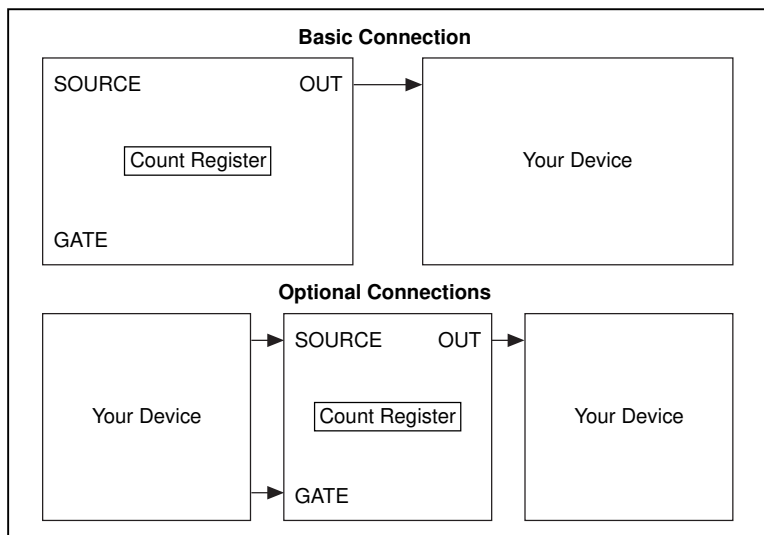 Basic Connection
SOURCE OUT
Count Register
Your Device
GATE
Optional Connections
SOURCE OUT
Your Device
Count Register
Your Device
GATE